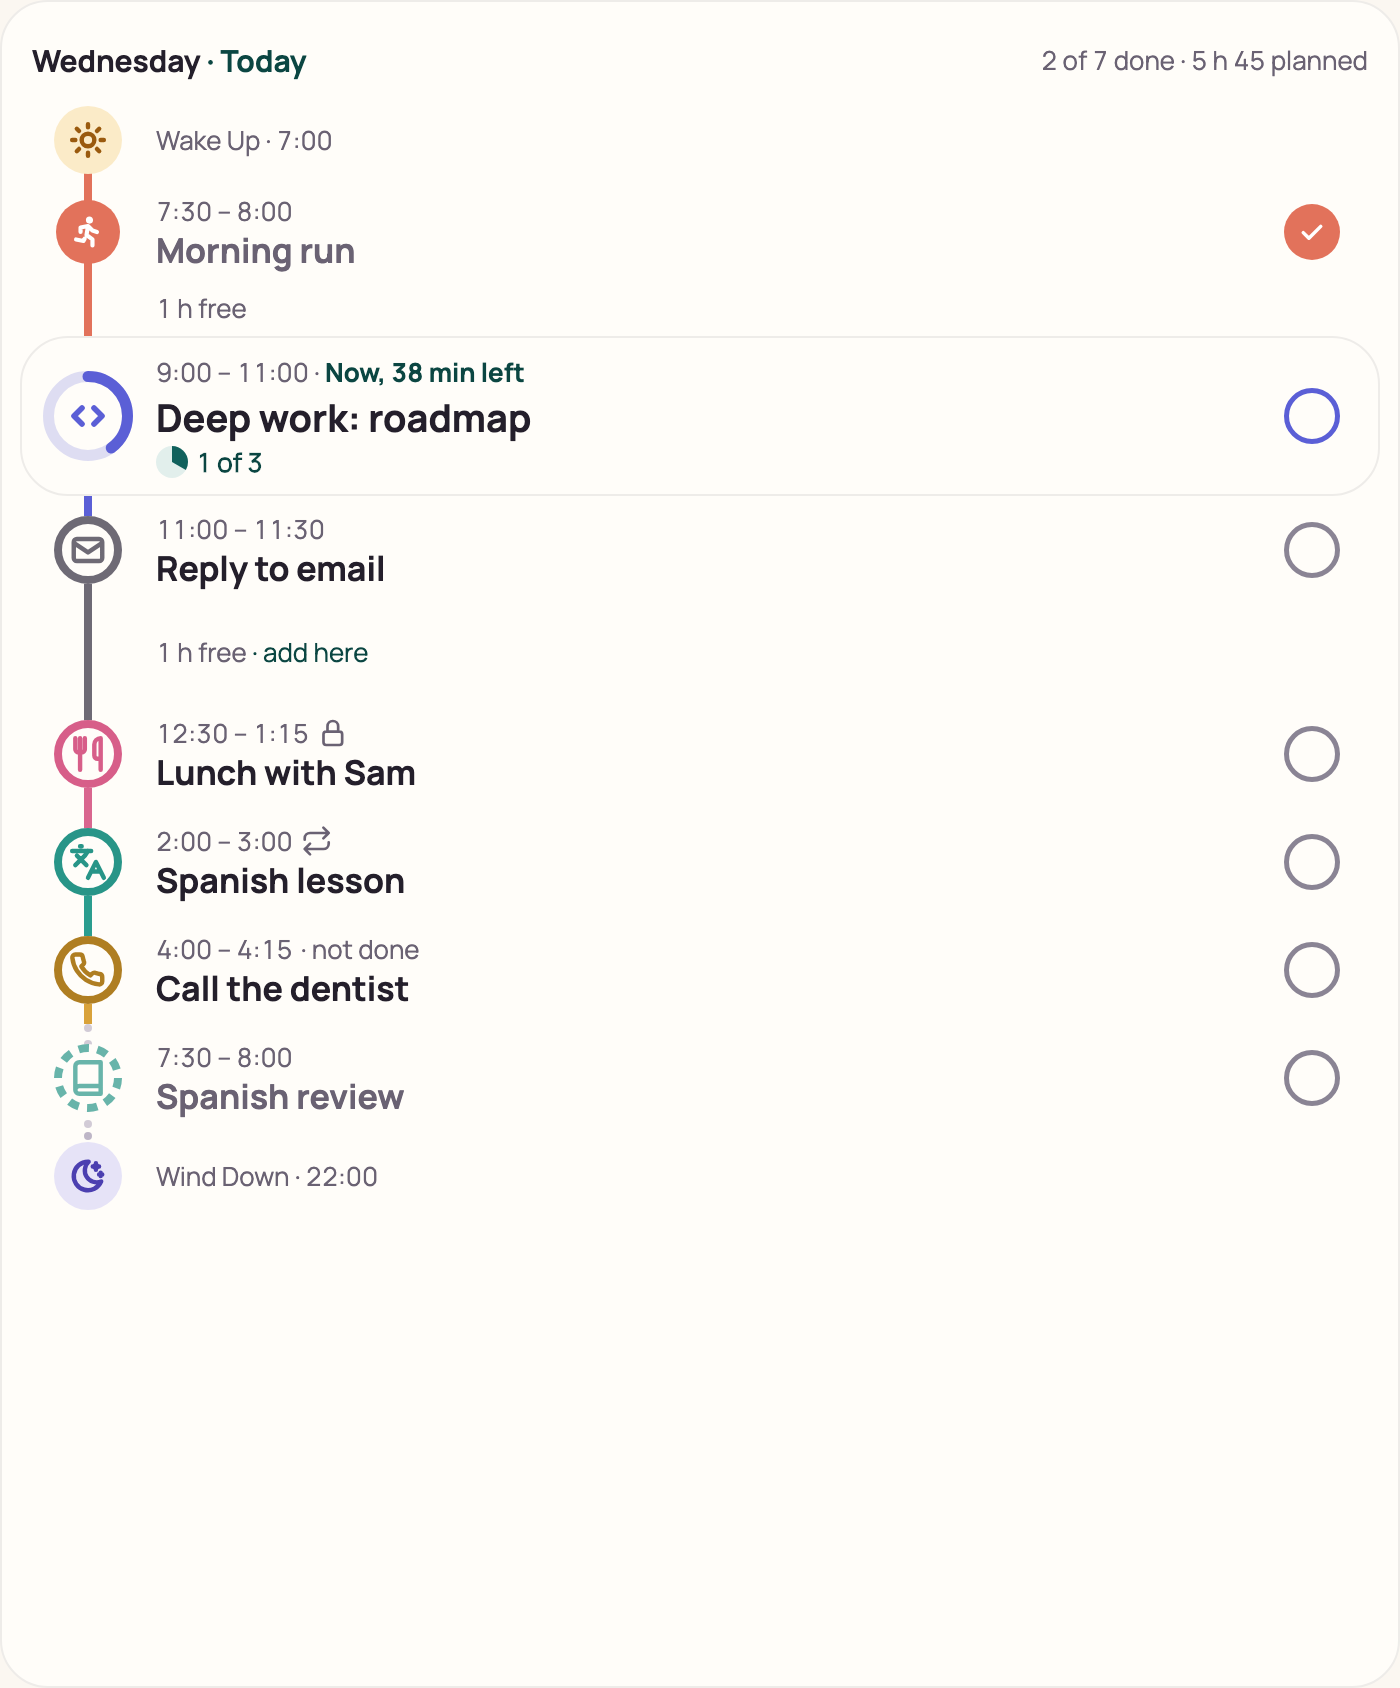 Wednesday · Today
2 of 7 done · 5 h 45 planned
Wake Up · 7:00
7:30 – 8:00
Morning run
1 h free
9:00 – 11:00 · Now, 38 min left
Deep work: roadmap
1 of 3
11:00 – 11:30
Reply to email
1 h free · add here
12:30 – 1:15
Lunch with Sam
2:00 – 3:00
Spanish lesson
4:00 – 4:15 · not done
Call the dentist
7:30 – 8:00
Spanish review
Wind Down · 22:00